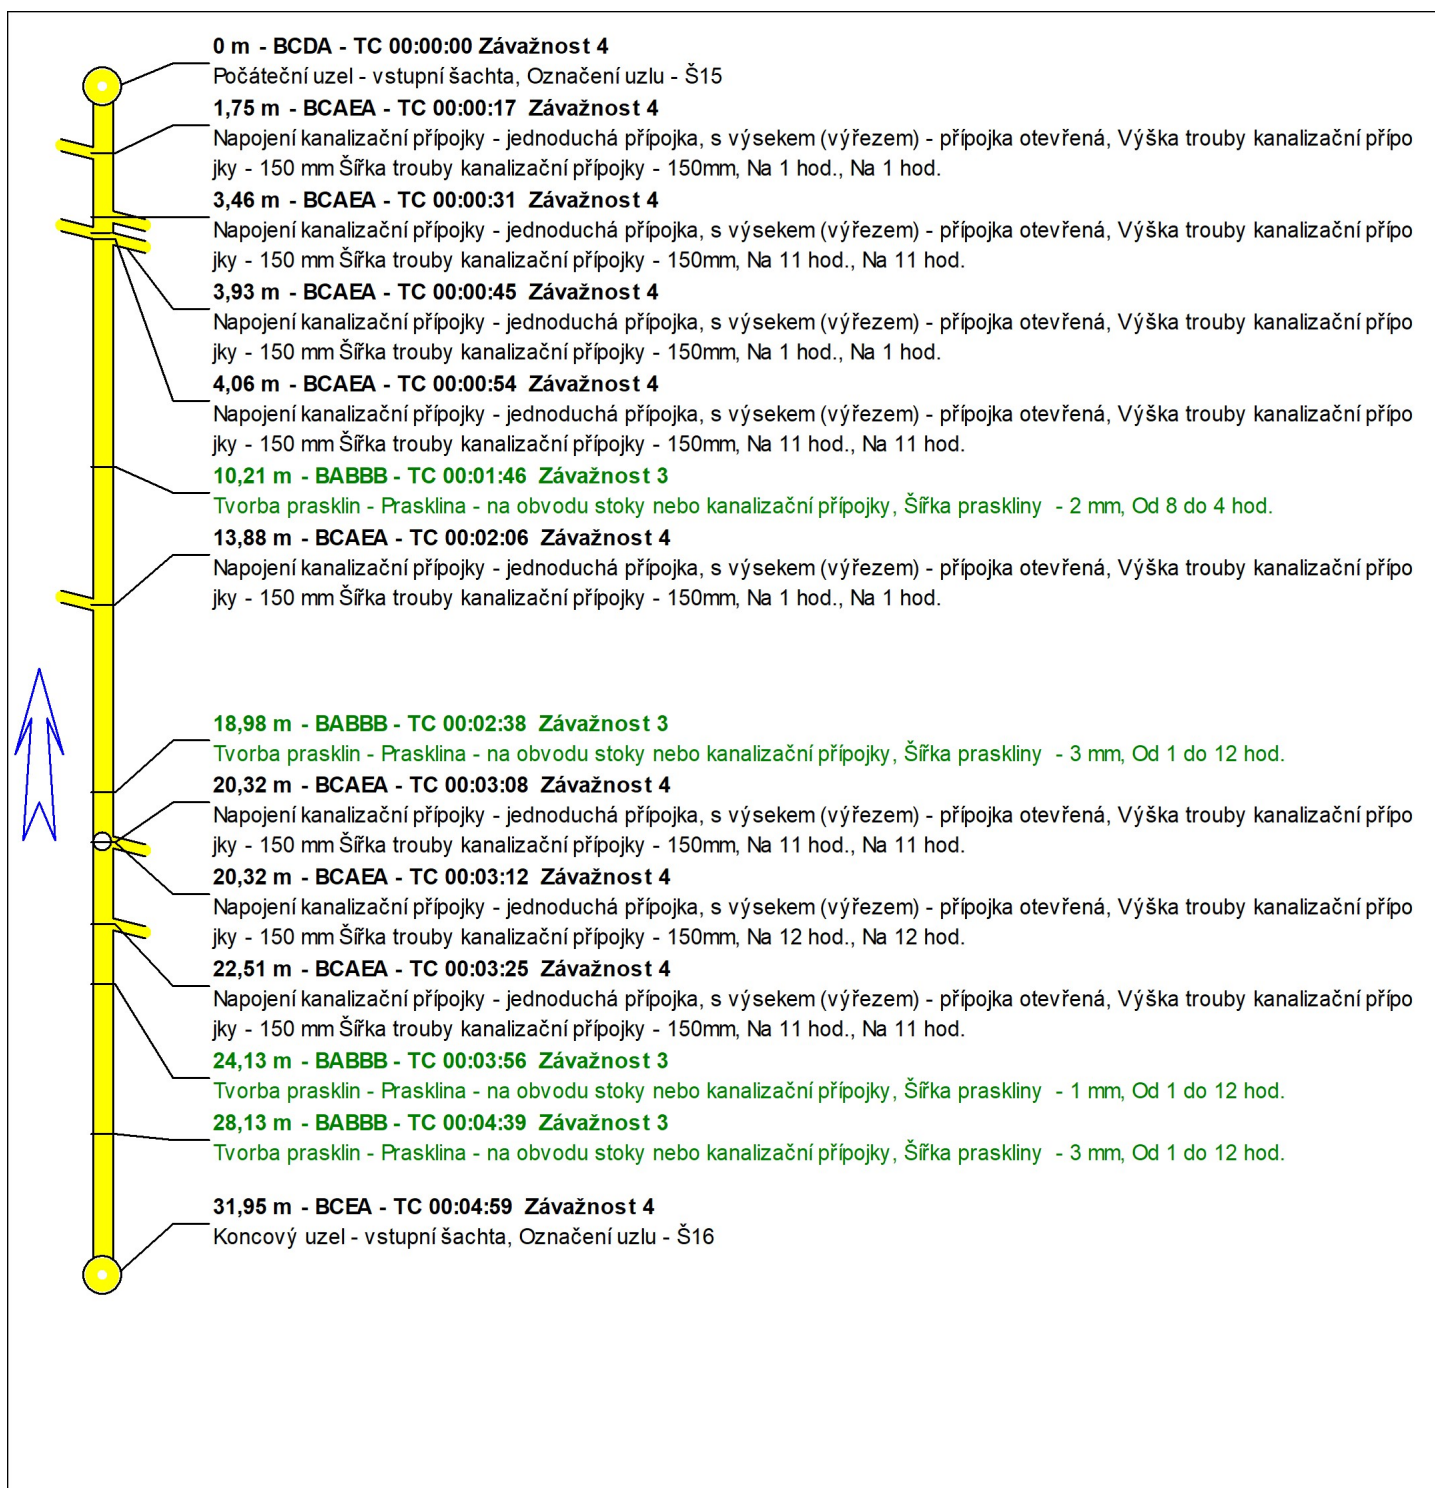 0 m - BCDA - TC 00:00:00 Závažnost 4
Počáteční uzel - vstupní šachta, Označení uzlu - Š15
1,75 m - BCAEA - TC 00:00:17 Závažnost 4
Napojení kanalizační přípojky - jednoduchá přípojka, s výsekem (výřezem) - přípojka otevřená, Výška trouby kanalizační přípo
jky - 150 mm Šířka trouby kanalizační přípojky - 150mm, Na 1 hod., Na 1 hod.
3,46 m - BCAEA - TC 00:00:31 Závažnost 4
Napojení kanalizační přípojky - jednoduchá přípojka, s výsekem (výřezem) - přípojka otevřená, Výška trouby kanalizační přípo
jky - 150 mm Šířka trouby kanalizační přípojky - 150mm, Na 11 hod., Na 11 hod.
3,93 m - BCAEA - TC 00:00:45 Závažnost 4
Napojení kanalizační přípojky - jednoduchá přípojka, s výsekem (výřezem) - přípojka otevřená, Výška trouby kanalizační přípo
jky - 150 mm Šířka trouby kanalizační přípojky - 150mm, Na 1 hod., Na 1 hod.
4,06 m - BCAEA - TC 00:00:54 Závažnost 4
Napojení kanalizační přípojky - jednoduchá přípojka, s výsekem (výřezem) - přípojka otevřená, Výška trouby kanalizační přípo
jky - 150 mm Šířka trouby kanalizační přípojky - 150mm, Na 11 hod., Na 11 hod.
10,21 m - BABBB - TC 00:01:46 Závažnost 3
Tvorba prasklin - Prasklina - na obvodu stoky nebo kanalizační přípojky, Šířka praskliny - 2 mm, Od 8 do 4 hod.
13,88 m - BCAEA - TC 00:02:06 Závažnost 4
Napojení kanalizační přípojky - jednoduchá přípojka, s výsekem (výřezem) - přípojka otevřená, Výška trouby kanalizační přípo
jky - 150 mm Šířka trouby kanalizační přípojky - 150mm, Na 1 hod., Na 1 hod.
18,98 m - BABBB - TC 00:02:38 Závažnost 3
Tvorba prasklin - Prasklina - na obvodu stoky nebo kanalizační přípojky, Šířka praskliny - 3 mm, Od 1 do 12 hod.
20,32 m - BCAEA - TC 00:03:08 Závažnost 4
Napojení kanalizační přípojky - jednoduchá přípojka, s výsekem (výřezem) - přípojka otevřená, Výška trouby kanalizační přípo
jky - 150 mm Šířka trouby kanalizační přípojky - 150mm, Na 11 hod., Na 11 hod.
20,32 m - BCAEA - TC 00:03:12 Závažnost 4
Napojení kanalizační přípojky - jednoduchá přípojka, s výsekem (výřezem) - přípojka otevřená, Výška trouby kanalizační přípo
jky - 150 mm Šířka trouby kanalizační přípojky - 150mm, Na 12 hod., Na 12 hod.
22,51 m - BCAEA - TC 00:03:25 Závažnost 4
Napojení kanalizační přípojky - jednoduchá přípojka, s výsekem (výřezem) - přípojka otevřená, Výška trouby kanalizační přípo
jky - 150 mm Šířka trouby kanalizační přípojky - 150mm, Na 11 hod., Na 11 hod.
24,13 m - BABBB - TC 00:03:56 Závažnost 3
Tvorba prasklin - Prasklina - na obvodu stoky nebo kanalizační přípojky, Šířka praskliny - 1 mm, Od 1 do 12 hod.
28,13 m - BABBB - TC 00:04:39 Závažnost 3
Tvorba prasklin - Prasklina - na obvodu stoky nebo kanalizační přípojky, Šířka praskliny - 3 mm, Od 1 do 12 hod.
31,95 m - BCEA - TC 00:04:59 Závažnost 4
Koncový uzel - vstupní šachta, Označení uzlu - Š16